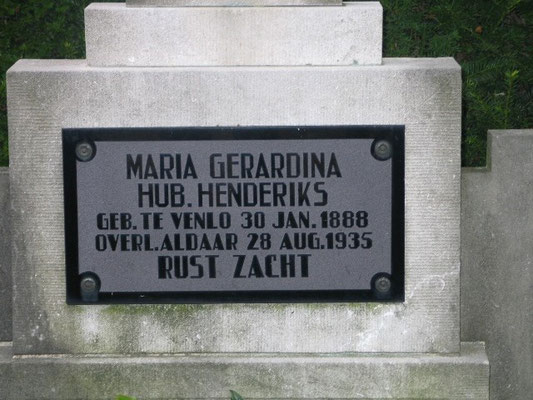 MARIA GERARDINA
HUB. HENDERIKS
GEB. TE VENLO 30 JAN. 1888
OVERL. ALDAAR 28 AUG. 1935
RUST ZACHT